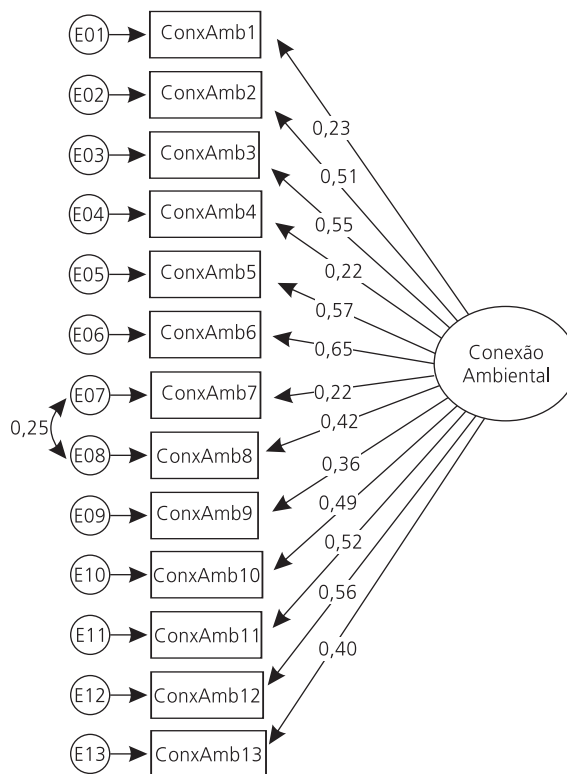 E01 ConxAmb1
0,23
E02 ConxAmb2
0,51
E03 ConxAmb3
0,55
E04 ConxAmb4
0,22
E05 ConxAmb5
0,57
E06 ConxAmb6
0,65
Conexão
Ambiental
E07 ConxAmb7
0,22
0,25
0,42
E08 ConxAmb8
0,36
E09 ConxAmb9
0,49
E10 ConxAmb10
0,52
E11 ConxAmb11
0,56
0,40
E12 ConxAmb12
E13 ConxAmb13